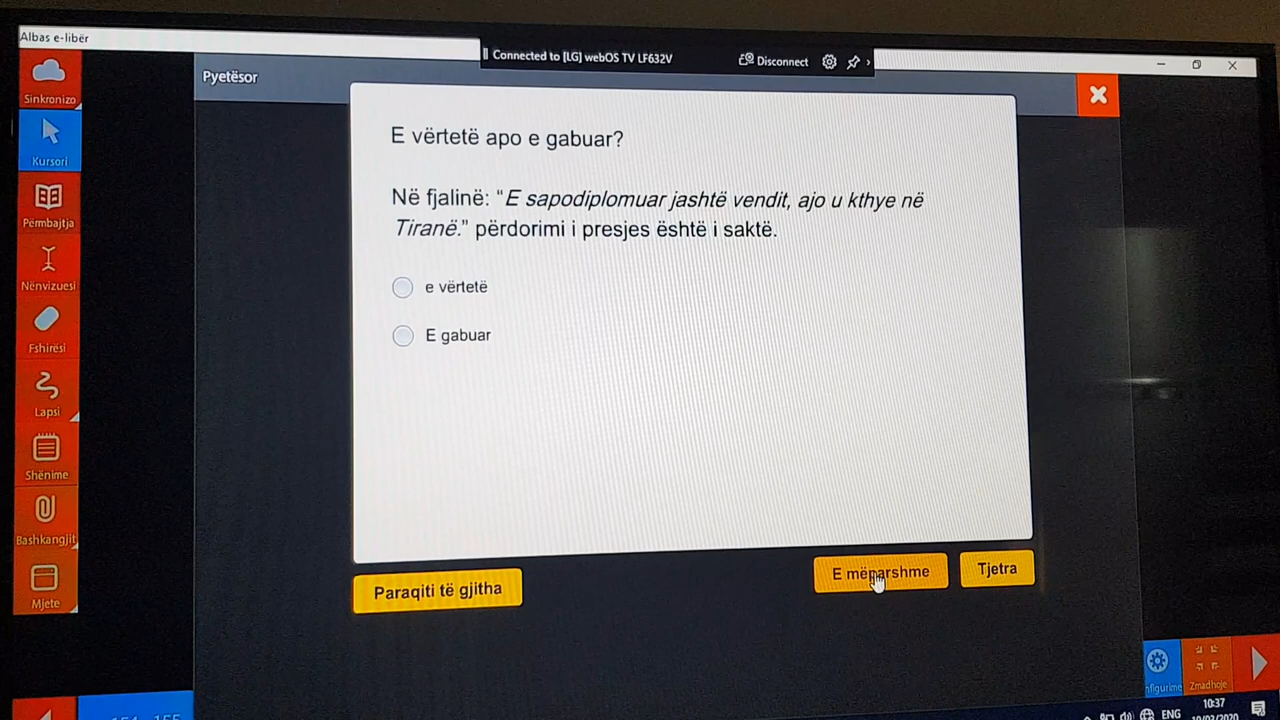 Albas e-libër
Connected to [LG] webOS TV LF632V
Disconnect
Sinkronizo
Pyetësor
Kursori
Përmbajtja
Nënvizuesi
Fshirësi
Lapsi
Shënime
Bashkangjit
Mjete
E vërtetë apo e gabuar?
Në fjalinë: “E sapodiplomuar jashtë vendit, ajo u kthye në
Tiranë.” përdorimi i presjes është i saktë.
e vërtetë
E gabuar
Paraqiti të gjitha
E mëparshme
Tjetra
nfigurime
Zmadhoje
ENG
10:37